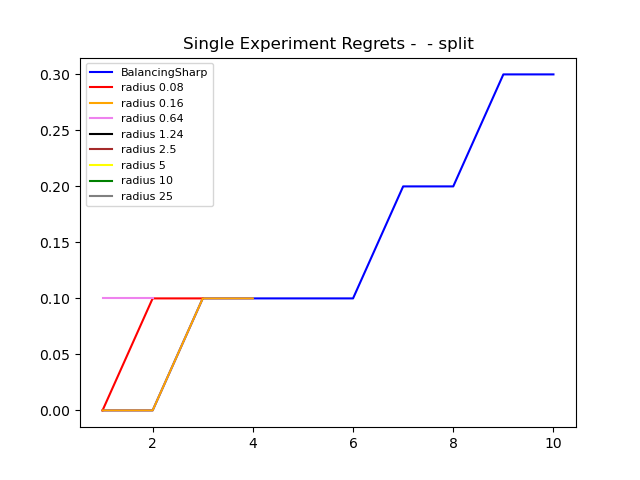 Single Experiment Regrets -  - split
BalancingSharp
radius 0.08
radius 0.16
radius 0.64
radius 1.24
radius 2.5
radius 5
radius 10
radius 25
0.30
0.25
0.20
0.15
0.10
0.05
0.00
2 4 6 8 10